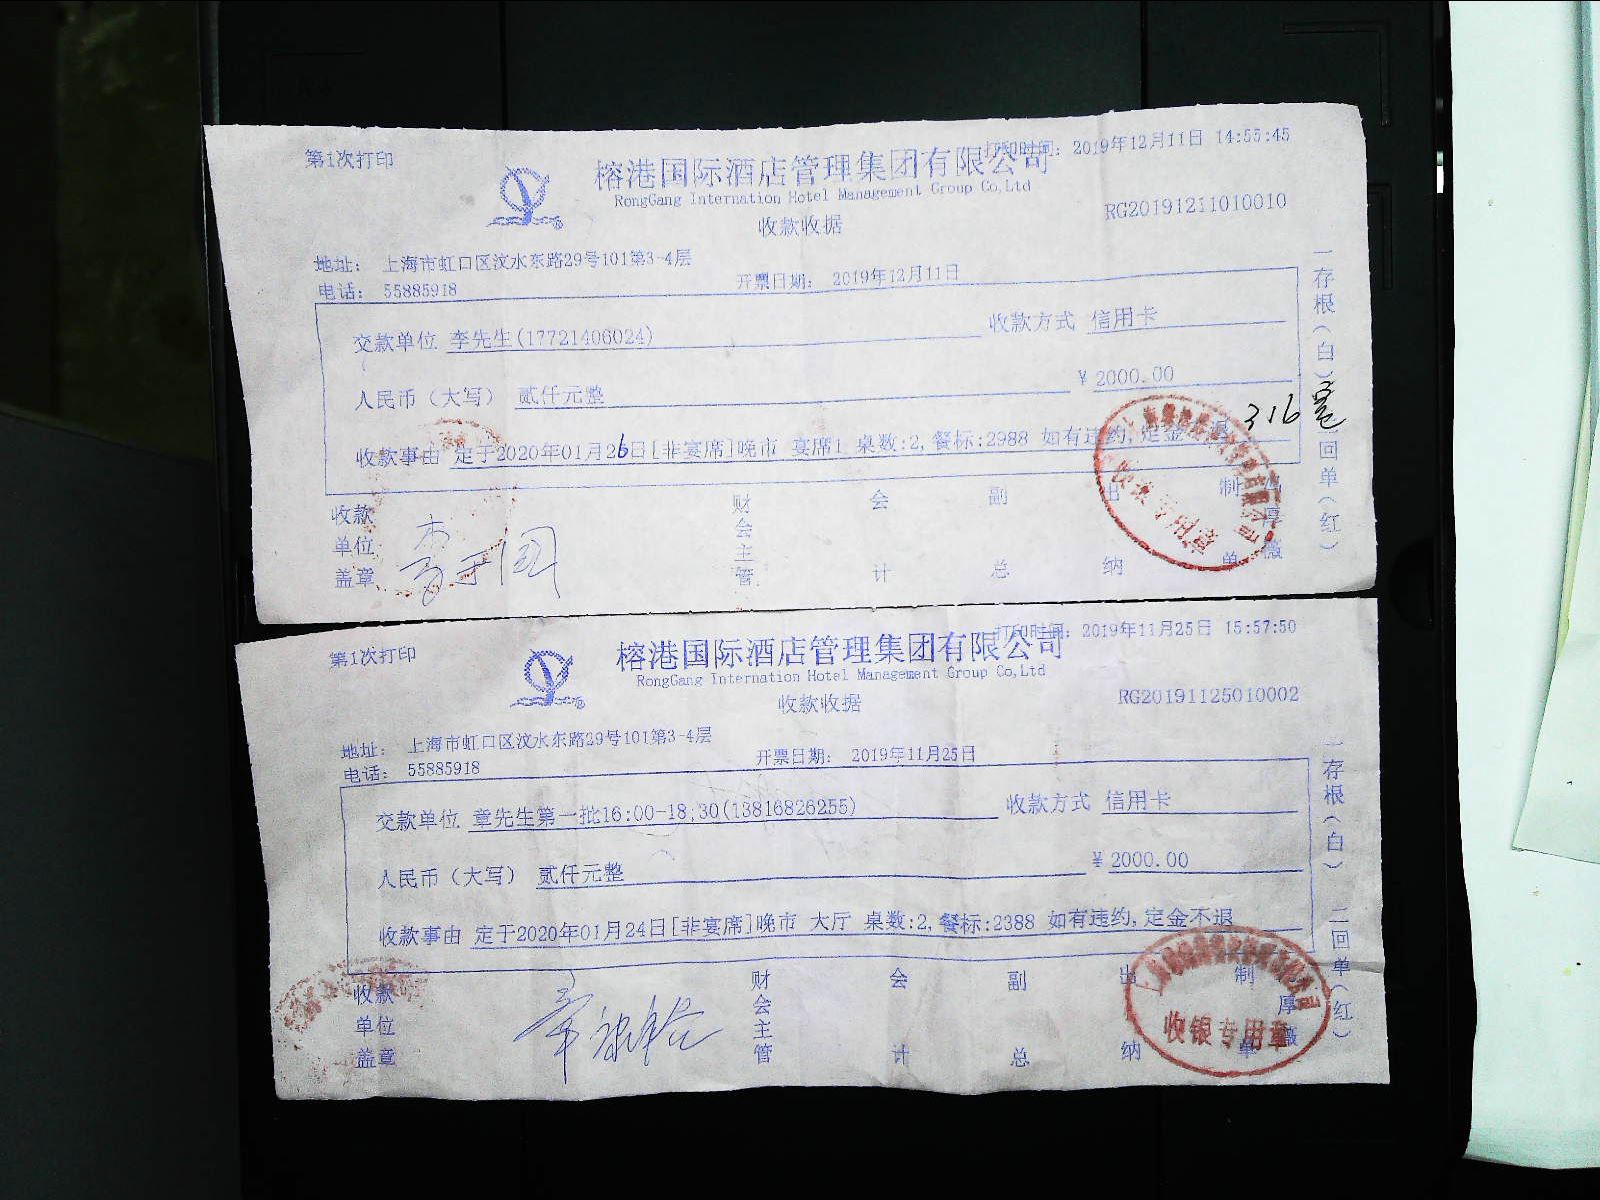 第1次打印
打印时间: 2019年12月11日 14:55:45
榕港国际酒店管理集团有限公司
RongGang Internation Hotel Management Group Co,Ltd
收款收据
RG20191211010010
地址: 上海市虹口区汶水东路29号101第3-4层
电话: 55885918
开票日期: 2019年12月11日
交款单位 李先生(17721406024)
收款方式 信用卡
人民币（大写） 贰仟元整
¥ 2000.00
316
收款事由 定于2020年01月26日[非宴席]晚市 宴席1 桌数:2,餐标:2988 如有违约,定金不退
收款单位盖章
财会主管
会计
副总
出纳
制单
厚薇
一存根(白)二回单(红)
收银专用章
第1次打印
打印时间: 2019年11月25日 15:57:50
榕港国际酒店管理集团有限公司
RongGang Internation Hotel Management Group Co,Ltd
收款收据
RG20191125010002
地址: 上海市虹口区汶水东路29号101第3-4层
电话: 55885918
开票日期: 2019年11月25日
交款单位 章先生第一批16:00-18:30(13816826255)
收款方式 信用卡
人民币（大写） 贰仟元整
¥ 2000.00
收款事由 定于2020年01月24日[非宴席]晚市 大厅 桌数:2,餐标:2388 如有违约,定金不退
收款单位盖章
财会主管
会计
副总
出纳
制单
厚薇
一存根(白)二回单(红)
收银专用章